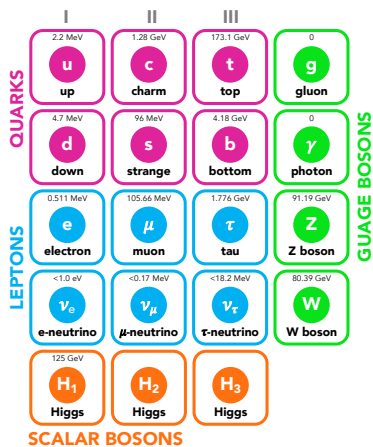 I II III
QUARKS
2.2 MeV 1.28 GeV 173.1 GeV 0
u c t g
up charm top gluon
4.7 MeV 96 MeV 4.18 GeV 0
d s b γ
down strange bottom photon
GUAGE BOSONS
LEPTONS
0.511 MeV 105.66 MeV 1.776 GeV 91.19 GeV
e μ τ Z
electron muon tau Z boson
<1.0 eV <0.17 MeV <18.2 MeV 80.39 GeV
νe νμ ντ W
e-neutrino μ-neutrino τ-neutrino W boson
125 GeV
H1 H2 H3
Higgs Higgs Higgs
SCALAR BOSONS